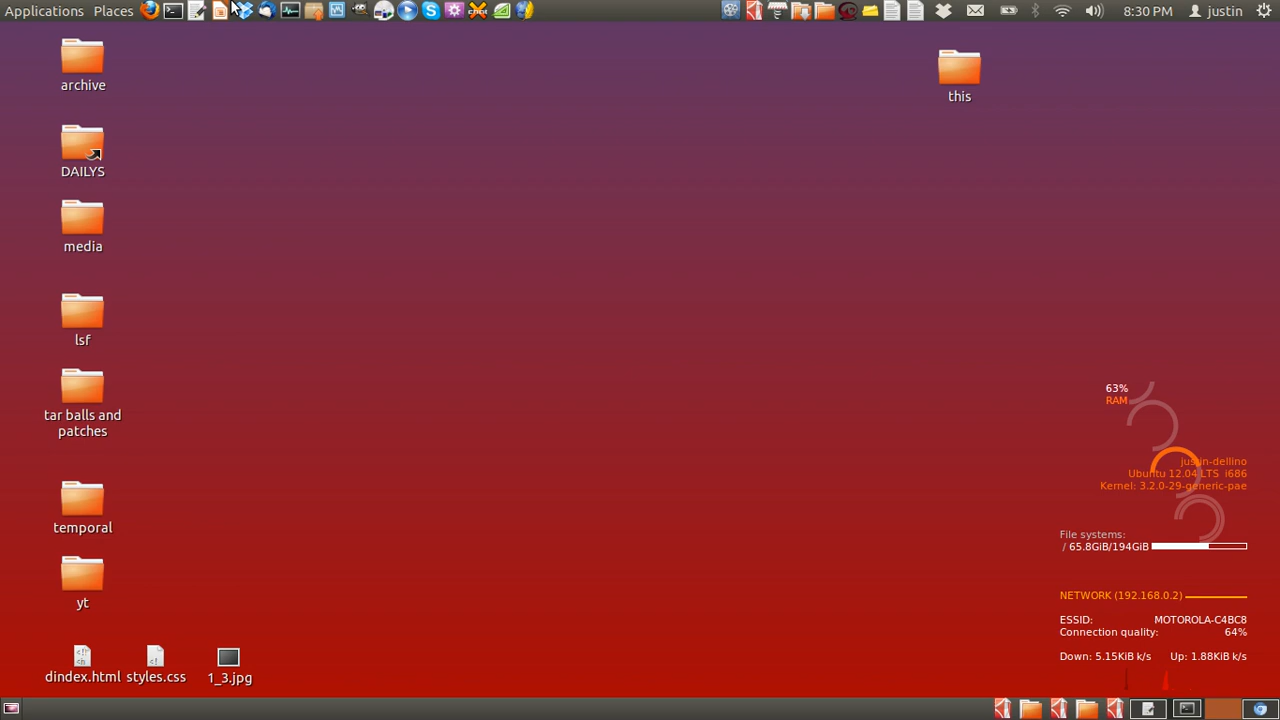 Applications Places
8:30 PM justin
archive
this
DAILYS
media
lsf
tar balls and
patches
63%
RAM
justin-dellino
Ubuntu 12.04 LTS i686
Kernel: 3.2.0-29-generic-pae
temporal
File systems:
/ 65.8GiB/194GiB
yt
NETWORK (192.168.0.2)
ESSID: MOTOROLA-C4BC8
Connection quality: 64%
Down: 5.15KiB k/s Up: 1.88KiB k/s
dindex.html styles.css 1_3.jpg